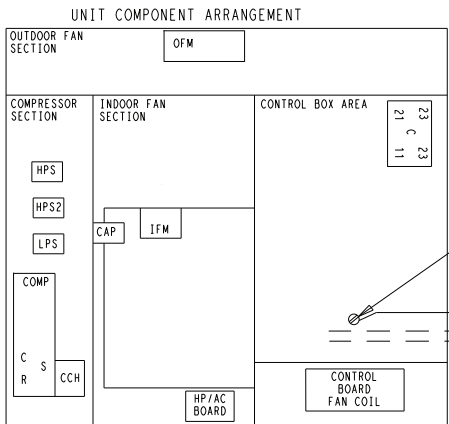 UNIT COMPONENT ARRANGEMENT
OUTDOOR FAN
SECTION
OFM
COMPRESSOR
SECTION
INDOOR FAN
SECTION
CONTROL BOX AREA
21
23
C
11
23
HPS
HPS2
LPS
CAP
IFM
COMP
C
S
R
CCH
HP/AC
BOARD
CONTROL
BOARD
FAN COIL